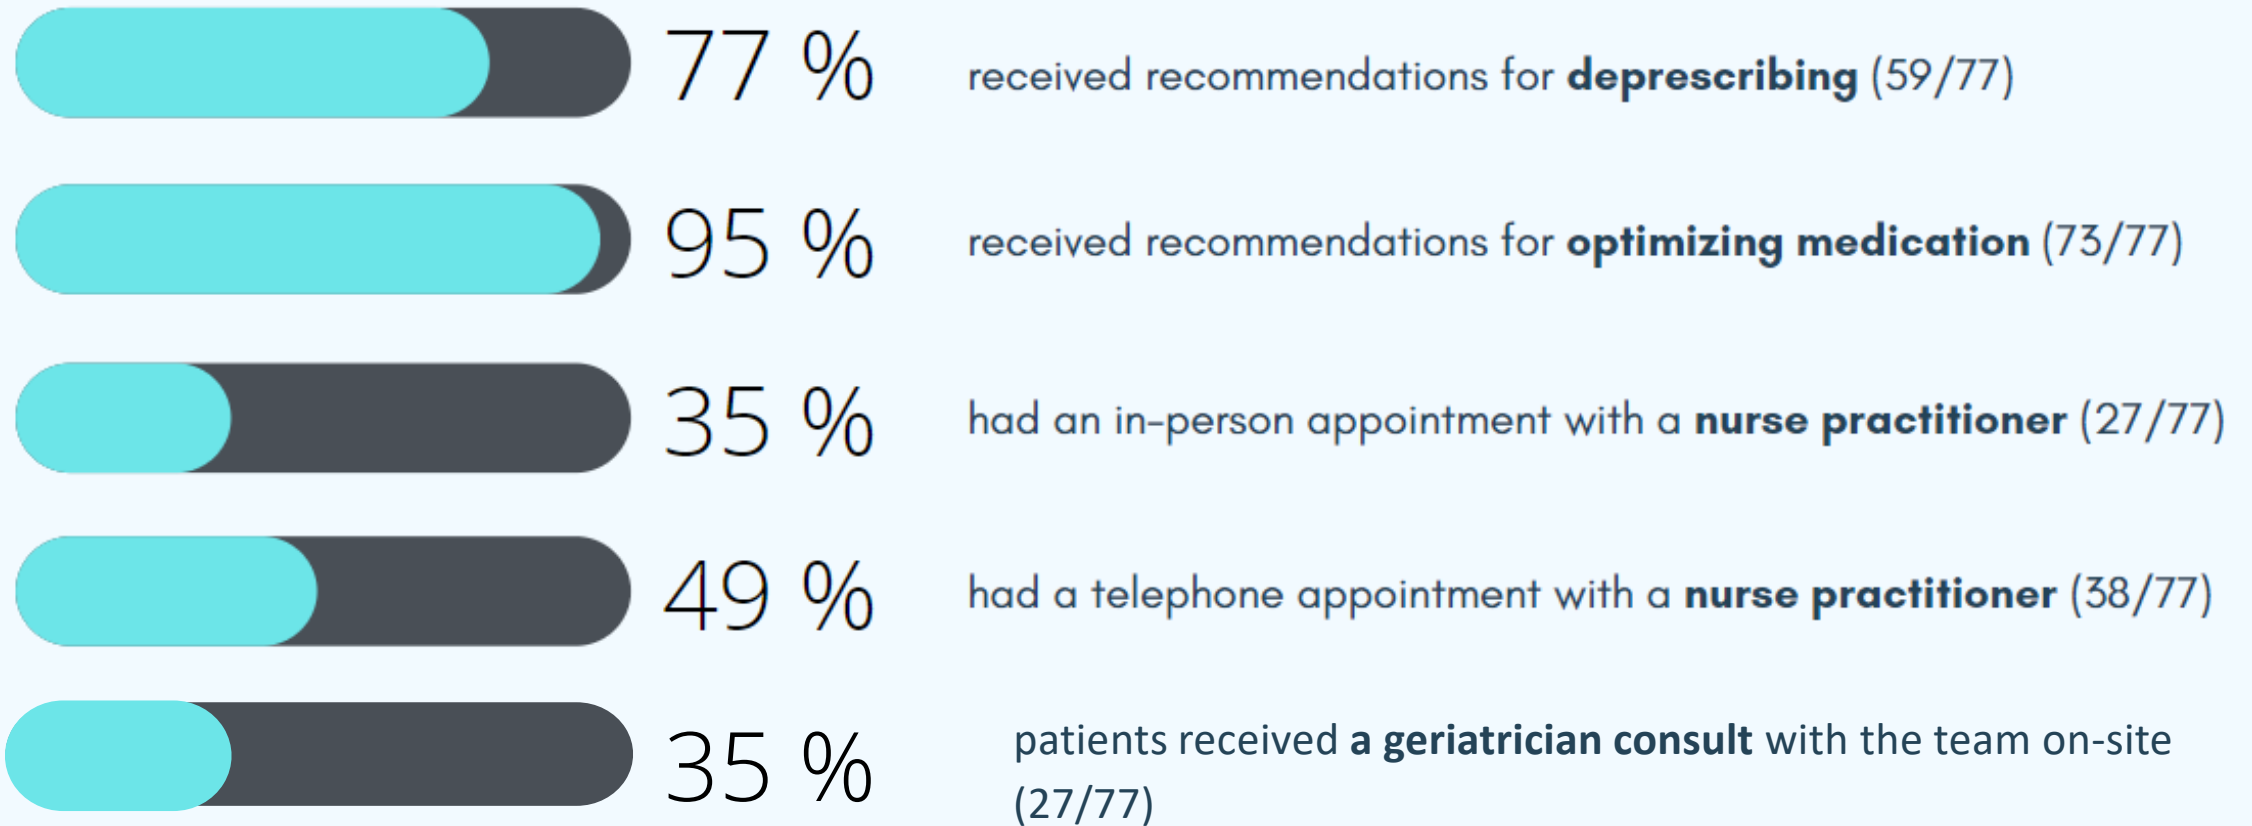 77 % received recommendations for deprescribing (59/77)
95 % received recommendations for optimizing medication (73/77)
35 % had an in-person appointment with a nurse practitioner (27/77)
49 % had a telephone appointment with a nurse practitioner (38/77)
35 % patients received a geriatrician consult with the team on-site
(27/77)